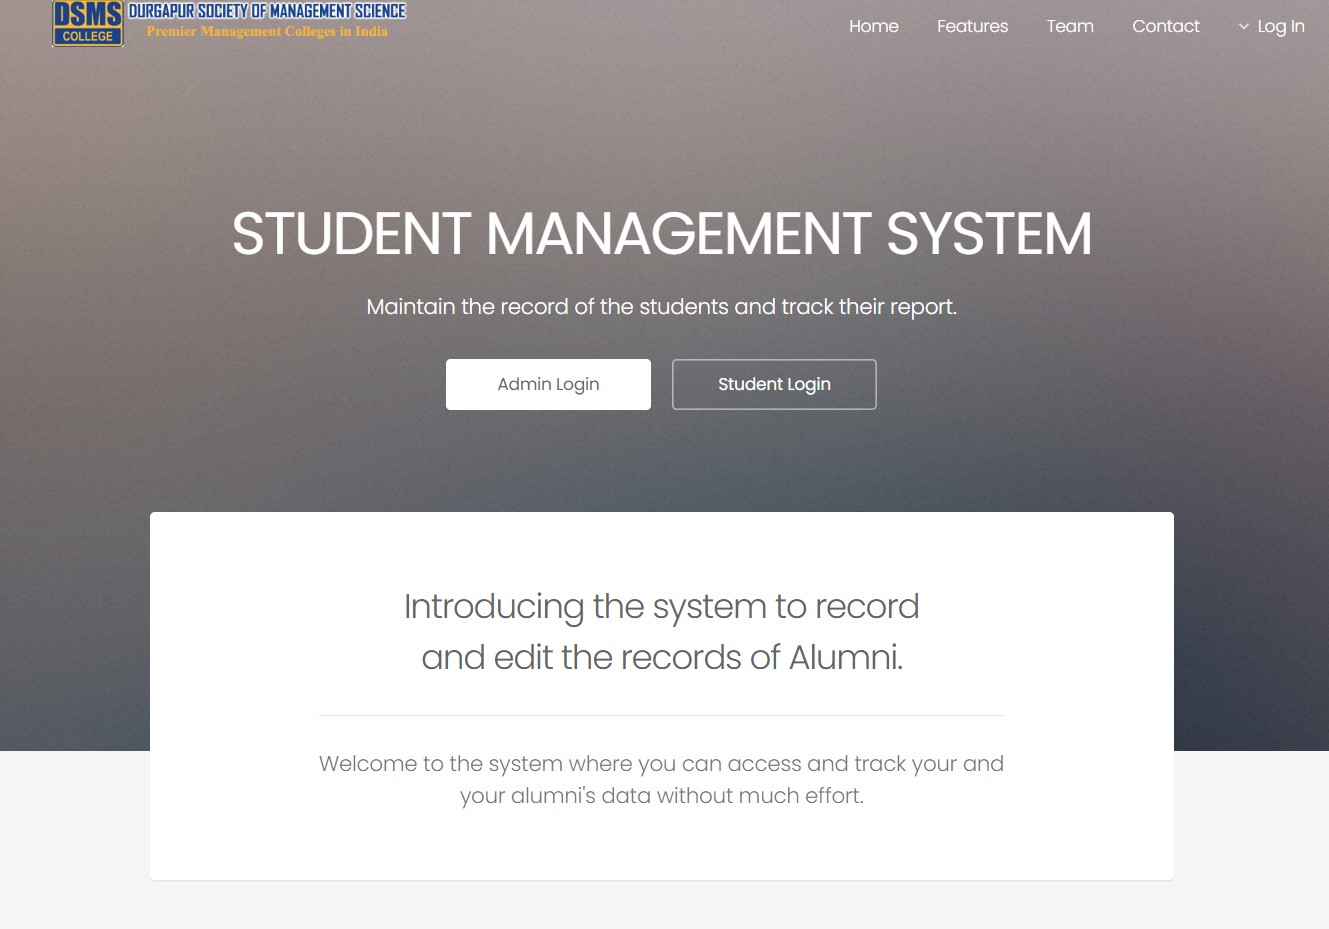 DSMS
COLLEGE
DURGAPUR SOCIETY OF MANAGEMENT SCIENCE
Premier Management Colleges in India
Home Features Team Contact Log In
STUDENT MANAGEMENT SYSTEM
Maintain the record of the students and track their report.
Admin Login Student Login
Introducing the system to record
and edit the records of Alumni.
Welcome to the system where you can access and track your and
your alumni's data without much effort.